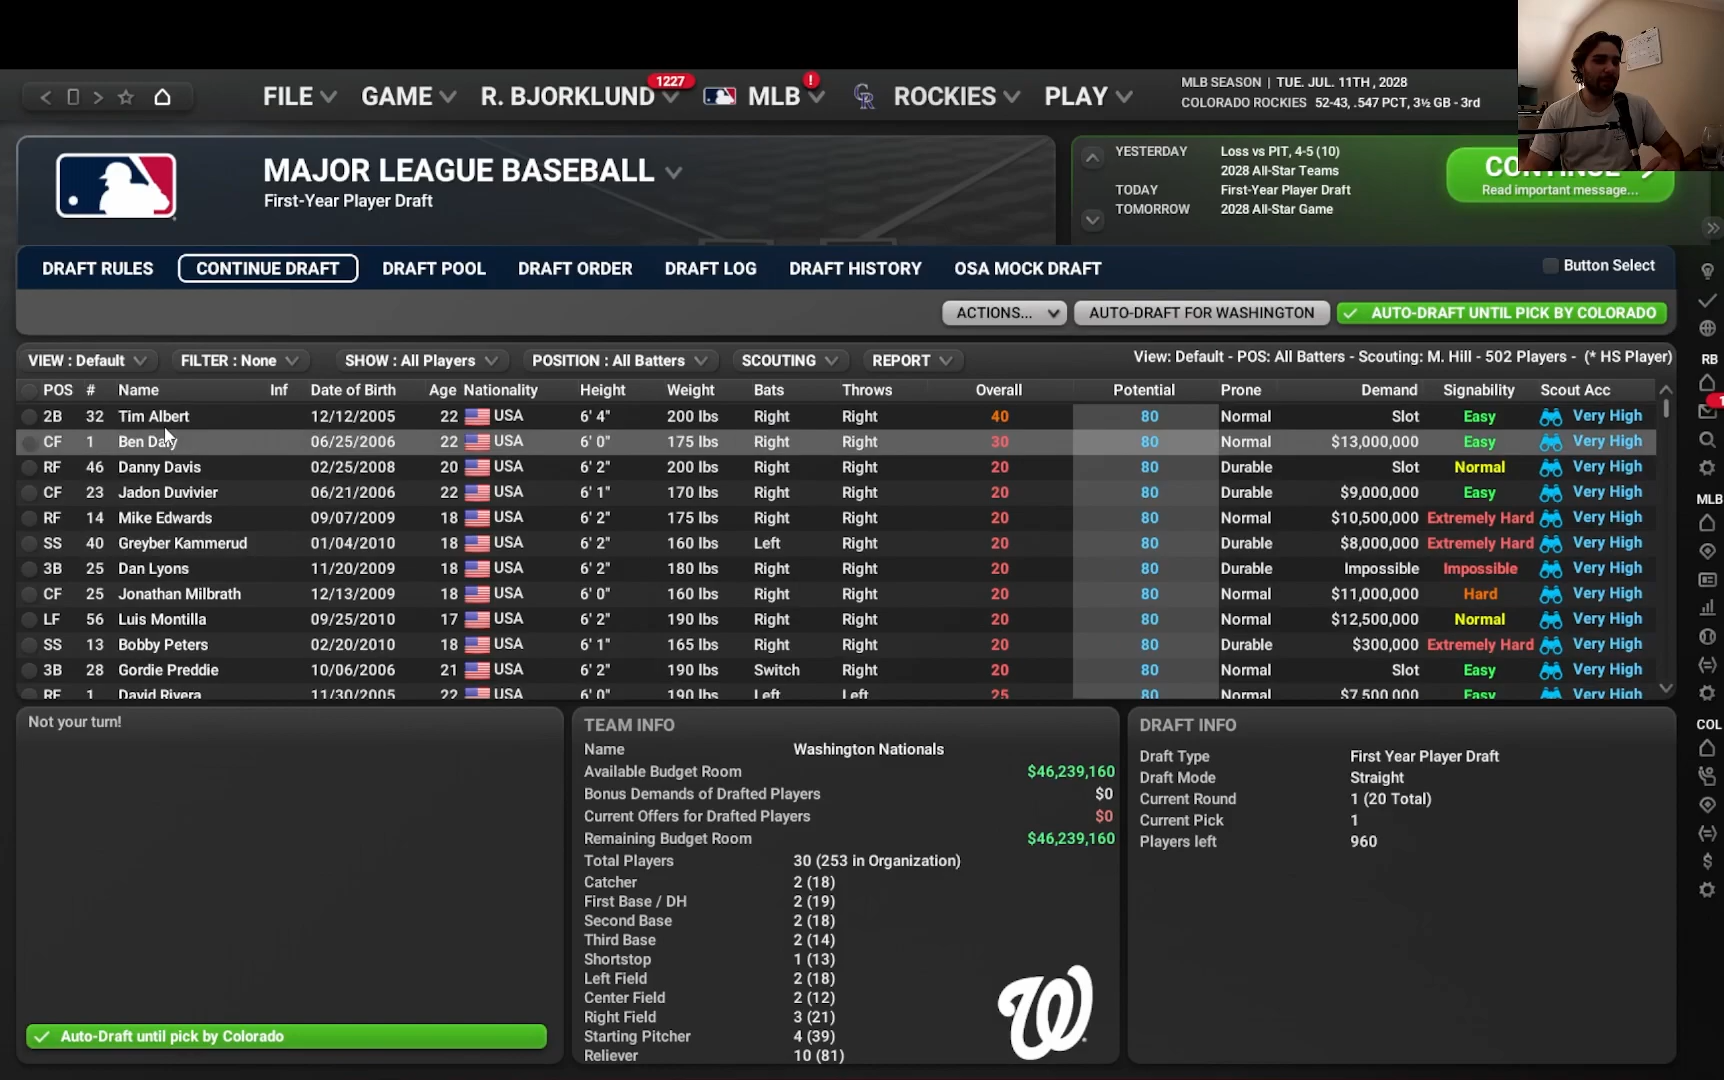 FILE GAME R. BJORKLUND 1227 MLB ! ROCKIES PLAY
MLB SEASON | TUE. JUL. 11TH, 2028
COLORADO ROCKIES 52-43, .547 PCT, 3½ GB - 3rd
MAJOR LEAGUE BASEBALL
First-Year Player Draft
YESTERDAY Loss vs PIT, 4-5 (10)
2028 All-Star Teams
TODAY First-Year Player Draft
TOMORROW 2028 All-Star Game
Read important message...
DRAFT RULES CONTINUE DRAFT DRAFT POOL DRAFT ORDER DRAFT LOG DRAFT HISTORY OSA MOCK DRAFT Button Select
ACTIONS... AUTO-DRAFT FOR WASHINGTON AUTO-DRAFT UNTIL PICK BY COLORADO
VIEW : Default FILTER : None SHOW : All Players POSITION : All Batters SCOUTING REPORT View: Default - POS: All Batters - Scouting: M. Hill - 502 Players - (* HS Player)
POS # Name Inf Date of Birth Age Nationality Height Weight Bats Throws Overall Potential Prone Demand Signability Scout Acc
2B 32 Tim Albert 12/12/2005 22 USA 6' 4" 200 lbs Right Right 40 80 Normal Slot Easy Very High
CF 1 Ben Daly 06/25/2006 22 USA 6' 0" 175 lbs Right Right 30 80 Normal $13,000,000 Easy Very High
RF 46 Danny Davis 02/25/2008 20 USA 6' 2" 200 lbs Right Right 20 80 Durable Slot Normal Very High
CF 23 Jadon Duvivier 06/21/2006 22 USA 6' 1" 170 lbs Right Right 20 80 Durable $9,000,000 Easy Very High
RF 14 Mike Edwards 09/07/2009 18 USA 6' 2" 175 lbs Right Right 20 80 Normal $10,500,000 Extremely Hard Very High
SS 40 Greyber Kammerud 01/04/2010 18 USA 6' 2" 160 lbs Left Right 20 80 Durable $8,000,000 Extremely Hard Very High
3B 25 Dan Lyons 11/20/2009 18 USA 6' 2" 180 lbs Right Right 20 80 Durable Impossible Impossible Very High
CF 25 Jonathan Milbrath 12/13/2009 18 USA 6' 0" 160 lbs Right Right 20 80 Normal $11,000,000 Hard Very High
LF 56 Luis Montilla 09/25/2010 17 USA 6' 2" 190 lbs Right Right 20 80 Normal $12,500,000 Normal Very High
SS 13 Bobby Peters 02/20/2010 18 USA 6' 1" 165 lbs Right Right 20 80 Durable $300,000 Extremely Hard Very High
3B 28 Gordie Preddie 10/06/2006 21 USA 6' 2" 190 lbs Switch Right 20 80 Normal Slot Easy Very High
RF 1 David Rivera 11/30/2005 22 USA 6' 0" 190 lbs Left Left 25 80 Normal $7,500,000 Easy Very High
RB
MLB
COL
Not your turn!
Auto-Draft until pick by Colorado
TEAM INFO
Name Washington Nationals
Available Budget Room $46,239,160
Bonus Demands of Drafted Players $0
Current Offers for Drafted Players $0
Remaining Budget Room $46,239,160
Total Players 30 (253 in Organization)
Catcher 2 (18)
First Base / DH 2 (19)
Second Base 2 (18)
Third Base 2 (14)
Shortstop 1 (13)
Left Field 2 (18)
Center Field 2 (12)
Right Field 3 (21)
Starting Pitcher 4 (39)
Reliever 10 (81)
W
DRAFT INFO
Draft Type First Year Player Draft
Draft Mode Straight
Current Round 1 (20 Total)
Current Pick 1
Players left 960